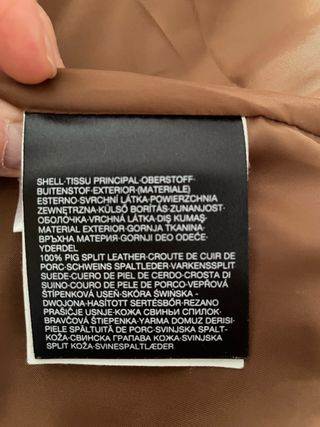 SHELL·TISSU PRINCIPAL·OBERSTOFF·
BUITENSTOF·EXTERIOR·(MATERIALE)
ESTERNO·SVRCHNÍ LÁTKA·POWIERZCHNIA
ZEWNĘTRZNA·KÜLSŐ BORÍTÁS·ZUNANJOST·
ОБОЛОЧКА·VRCHNÁ LÁTKA·DIŞ KUMAŞ·
MATERIAL EXTERIOR·GORNJA TKANINA·
ВРЪХНА МАТЕРИЯ·GORNJI DEO ODEĆE·
YDERDEL
100% PIG SPLIT LEATHER·CROUTE DE CUIR DE
PORC·SCHWEINS SPALTLEDER·VARKENSSPLIT
SUEDE·CUERO DE PIEL DE CERDO·CROSTA DI
SUINO·COURO DE PELE DE PORCO·VEPŘOVÁ
ŠTÍPENKOVÁ USEŇ·SKÓRA ŚWIŃSKA -
DWOJONA·HASÍTOTT SERTÉSBŐR·REZANO
PRAŠIČJE USNJE·КОЖА СВИНЫ СПИЛОК·
BRAVČOVÁ ŠTIEPENKA·YARMA DOMUZ DERISI·
PIELE ȘPĂLTUITĂ DE PORC·SVINJSKA SPALT-
KOŽA·СВИНСКА ГРАПАВА КОЖА·SVINJSKA
SPLIT KOŽA·SVINESPALTLÆDER